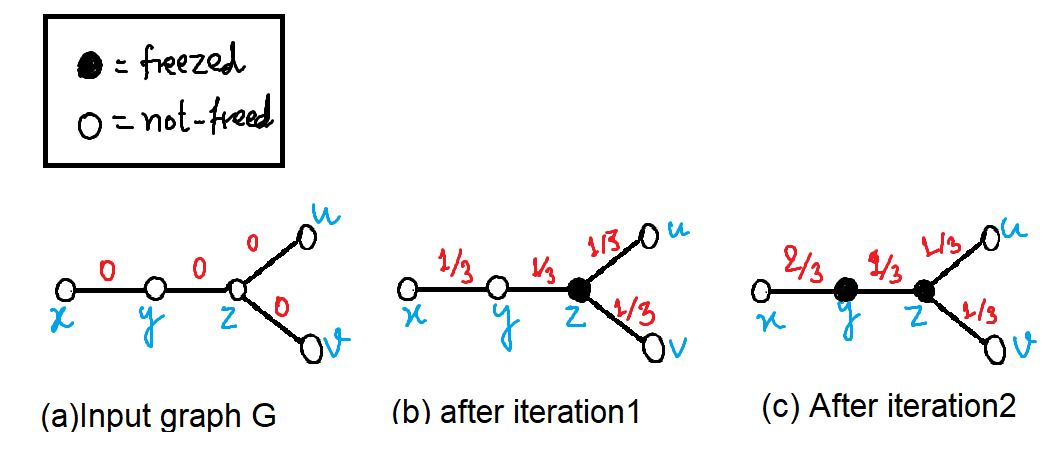 = freezed
= not-freed
0 0 0 0
x y z u v
(a)Input graph G
1/3 1/3 1/3 1/3
x y z u v
(b) after iteration1
2/3 1/3 1/3 1/3
x y z u v
(c) After iteration2